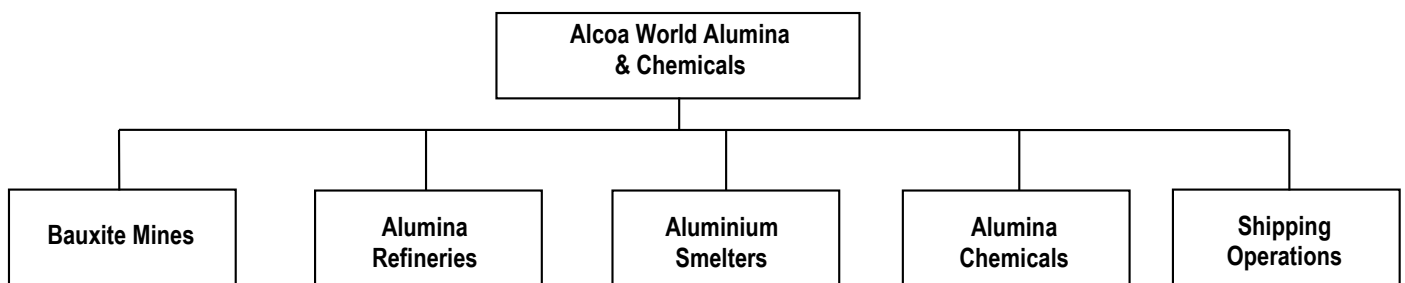 Alcoa World Alumina
& Chemicals
Bauxite Mines
Alumina
Refineries
Aluminium
Smelters
Alumina
Chemicals
Shipping
Operations